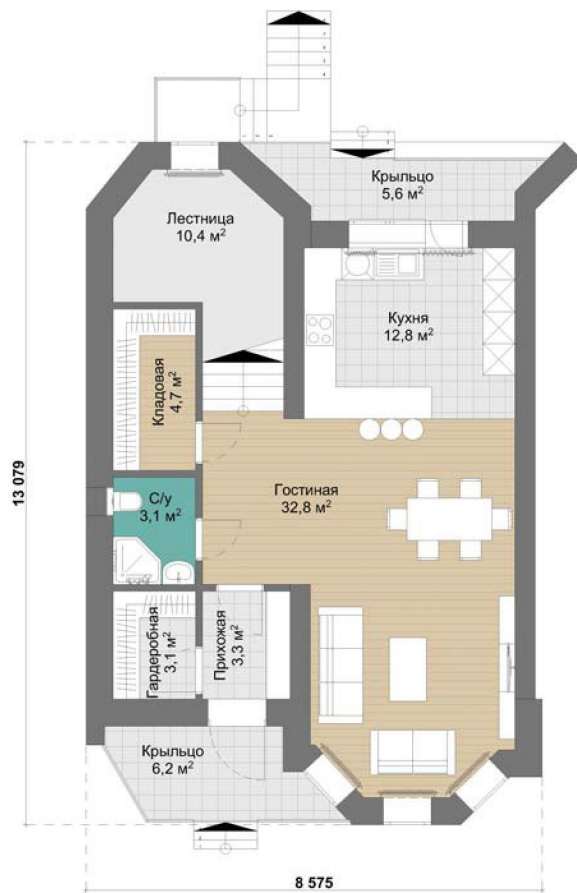 Крыльцо
5,6 м²
Лестница
10,4 м²
Кухня
12,8 м²
Кладовая
4,7 м²
Гостиная
32,8 м²
С/у
3,1 м²
Гардеробная
3,1 м²
Прихожая
3,3 м²
Крыльцо
6,2 м²
13 079
8 575